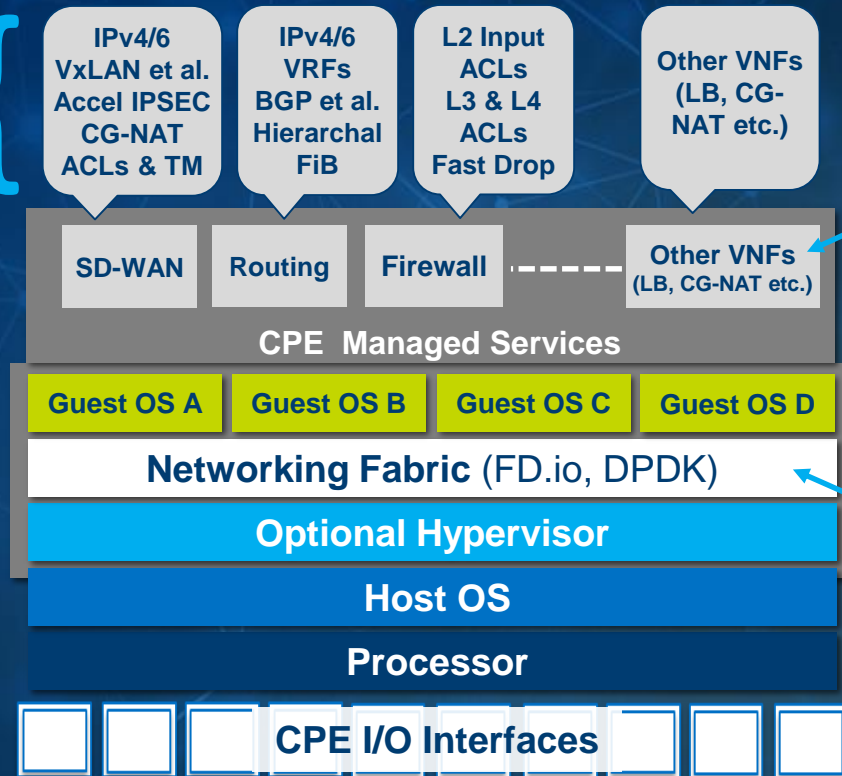 IPv4/6
VxLAN et al.
Accel IPSEC
CG-NAT
ACLs & TM
IPv4/6
VRFs
BGP et al.
Hierarchal
FiB
L2 Input
ACLs
L3 & L4
ACLs
Fast Drop
Other VNFs
(LB, CG-
NAT etc.)
SD-WAN
Routing
Firewall
Other VNFs
(LB, CG-NAT etc.)
CPE Managed Services
Guest OS A
Guest OS B
Guest OS C
Guest OS D
Networking Fabric (FD.io, DPDK)
Optional Hypervisor
Host OS
Processor
CPE I/O Interfaces